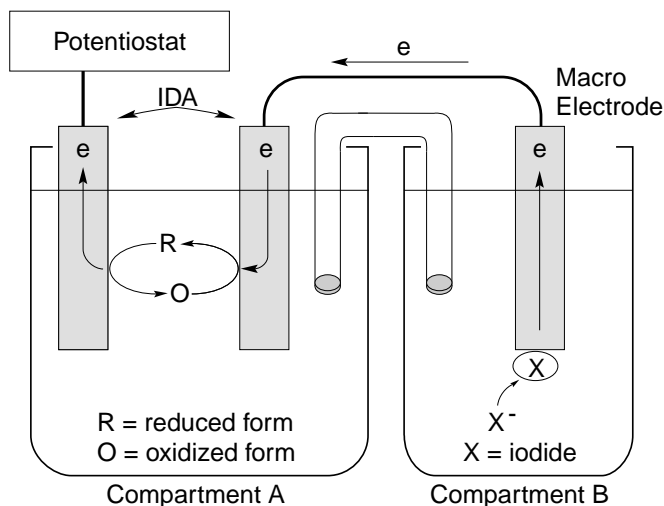 Potentiostat
e
IDA
Macro
Electrode
e
e
e
R
O
X
R = reduced form
X -
O = oxidized form
X = iodide
Compartment A
Compartment B